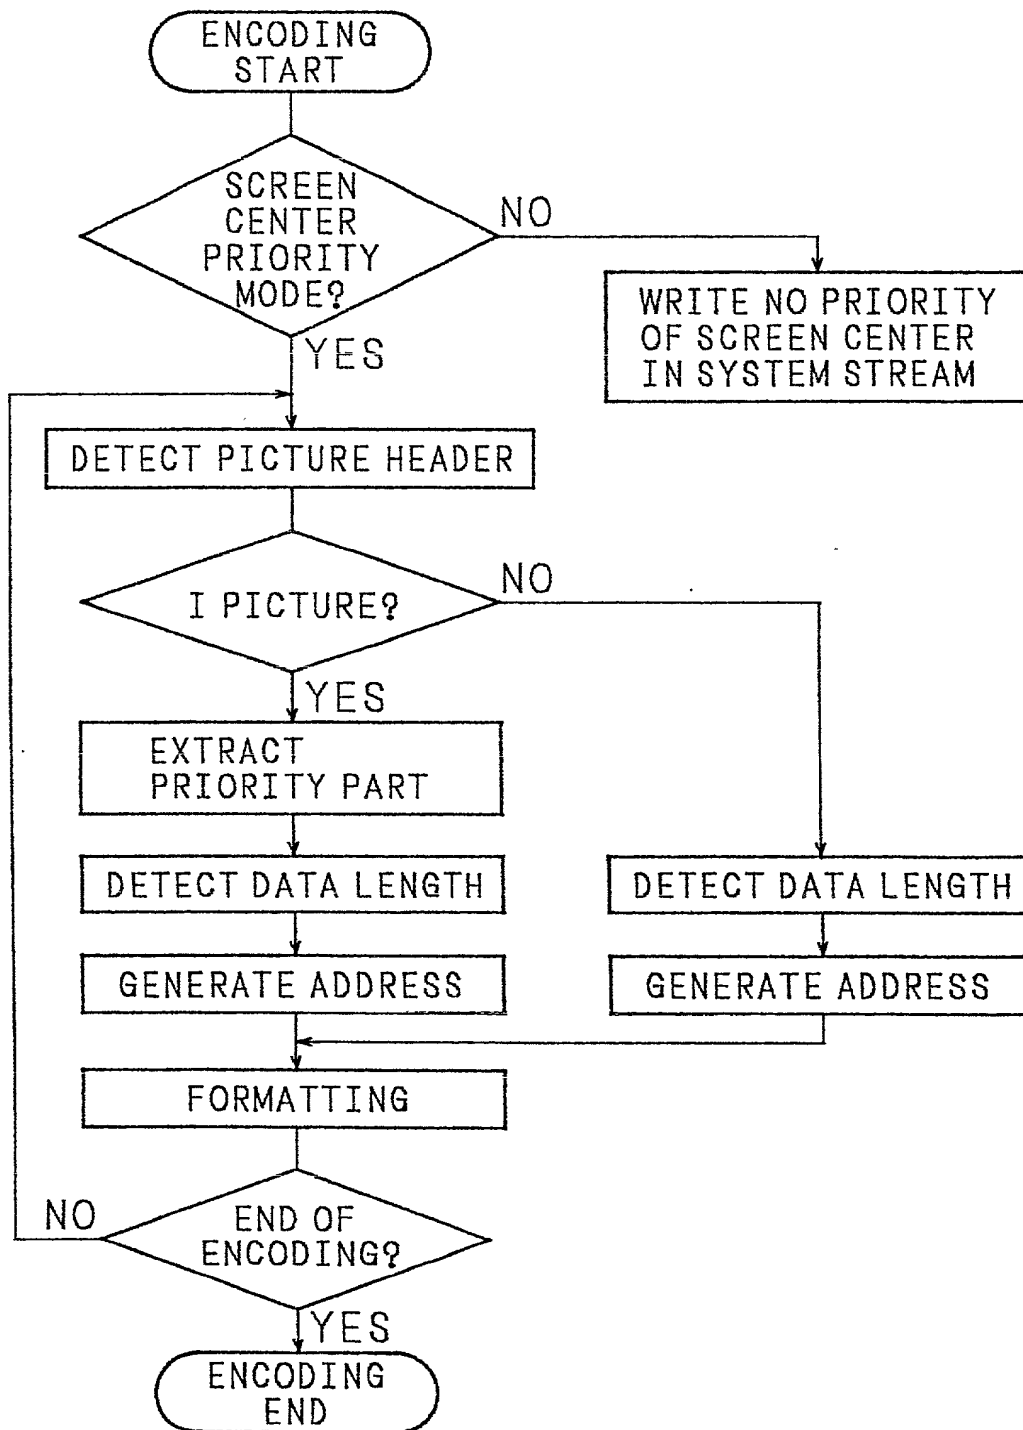 ENCODING
START
SCREEN
CENTER
PRIORITY
MODE?
NO
WRITE NO PRIORITY
OF SCREEN CENTER
IN SYSTEM STREAM
YES
DETECT PICTURE HEADER
I PICTURE?
NO
YES
EXTRACT
PRIORITY PART
DETECT DATA LENGTH
DETECT DATA LENGTH
GENERATE ADDRESS
GENERATE ADDRESS
FORMATTING
END OF
ENCODING?
NO
YES
ENCODING
END